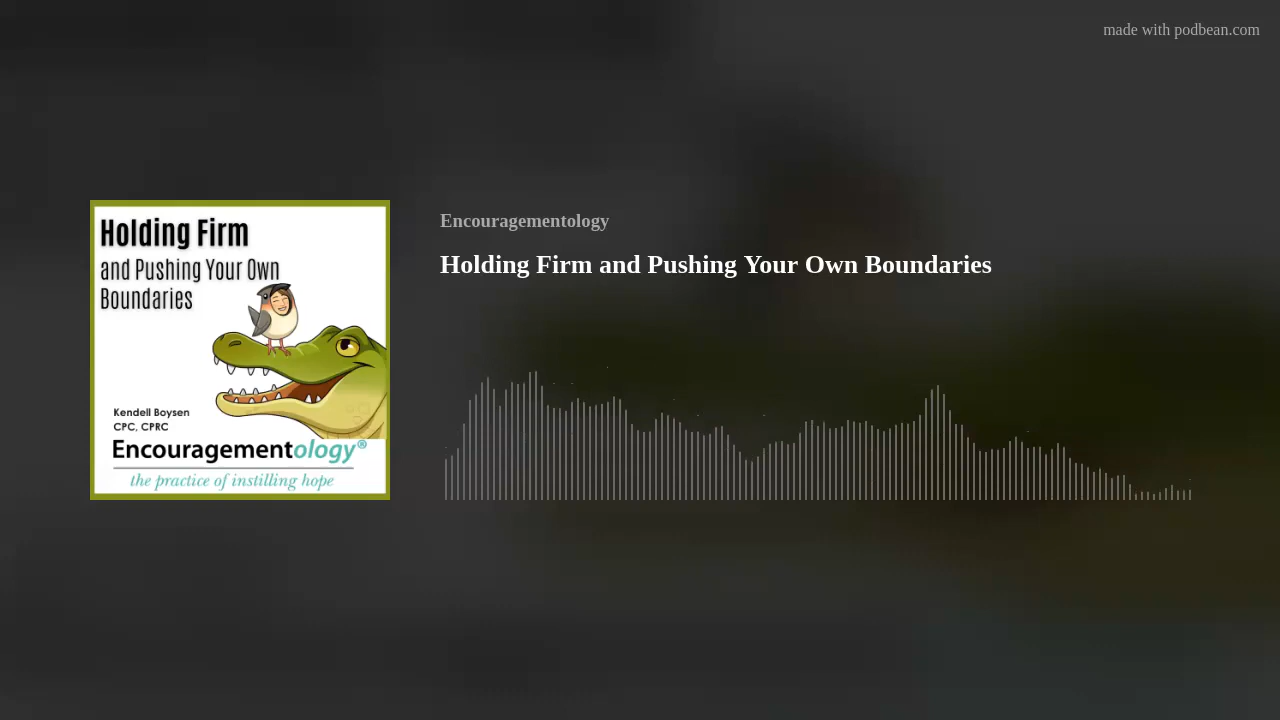 made with podbean.com
Holding Firm
and Pushing Your Own
Boundaries
Kendell Boysen
CPC, CPRC
Encouragementology®
the practice of instilling hope
Encouragementology
Holding Firm and Pushing Your Own Boundaries